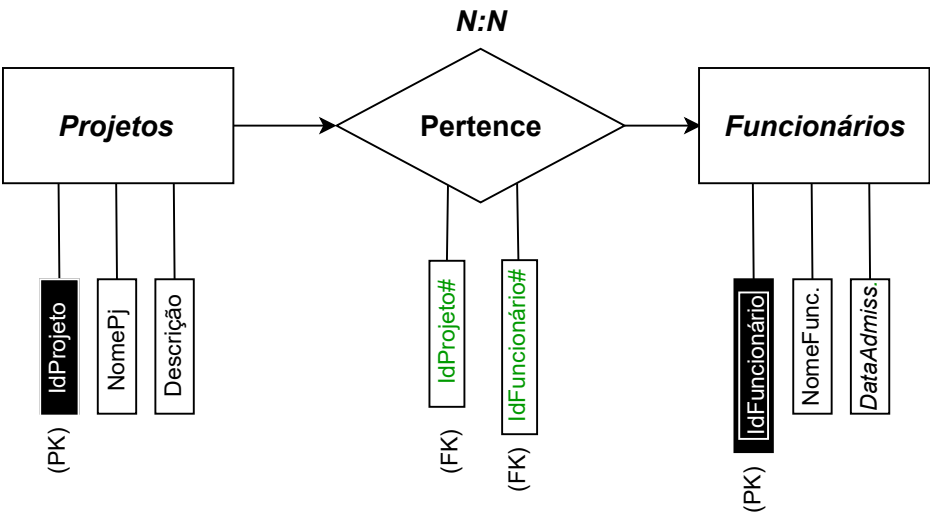 N:N
Projetos
Pertence
Funcionários
IdProjeto
NomePj
Descrição
IdProjeto#
IdFuncionário#
IdFuncionário
NomeFunc.
DataAdmiss.
(PK)
(FK)
(FK)
(PK)